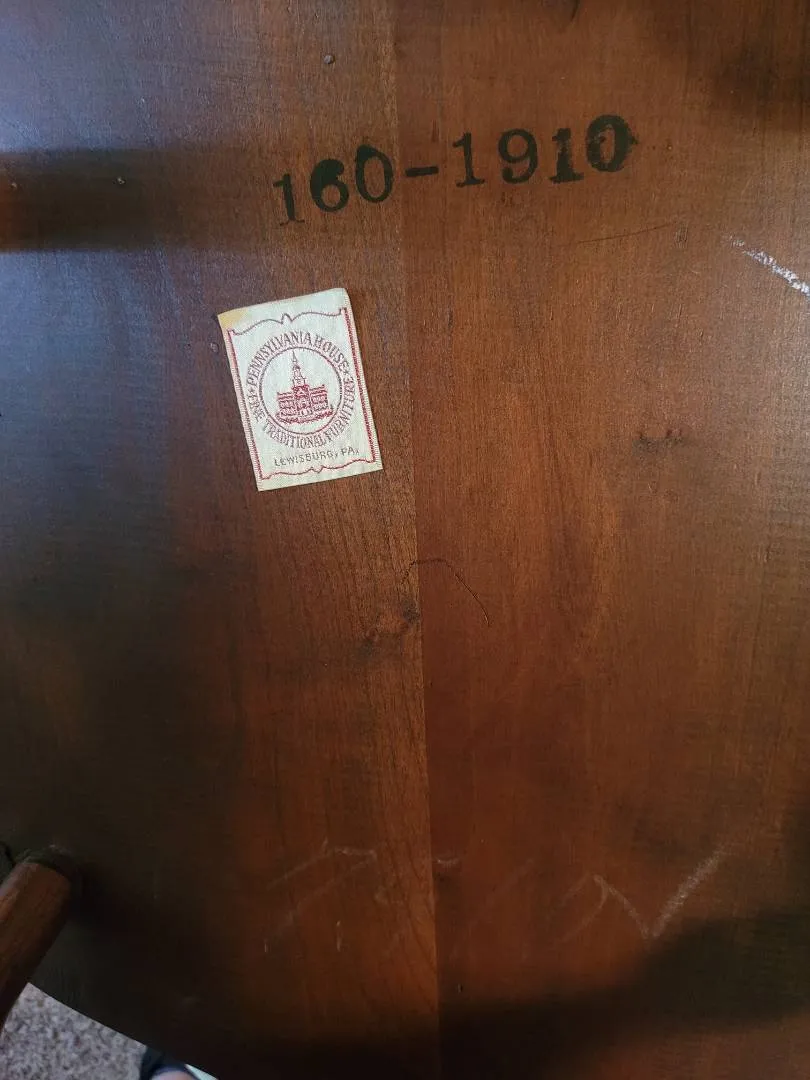 160-1910
PENNSYLVANIA HOUSE
FINE TRADITIONAL FURNITURE
LEWISBURG, PA.